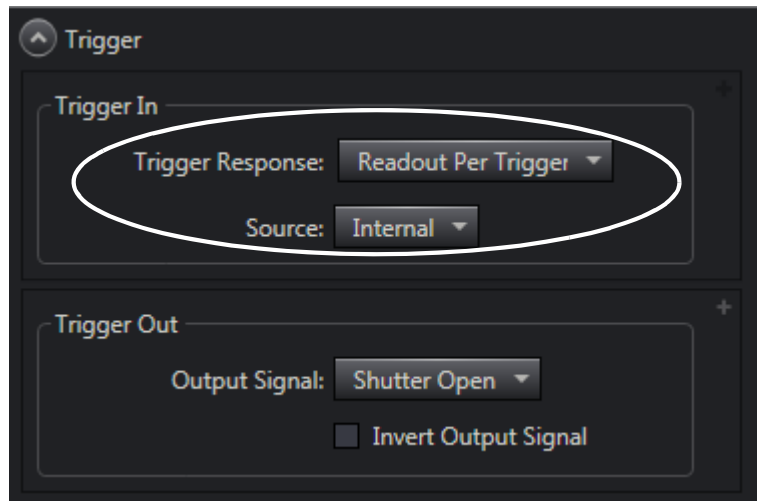 Trigger
Trigger In
Trigger Response: Readout Per Trigger
Source: Internal
Trigger Out
Output Signal: Shutter Open
Invert Output Signal